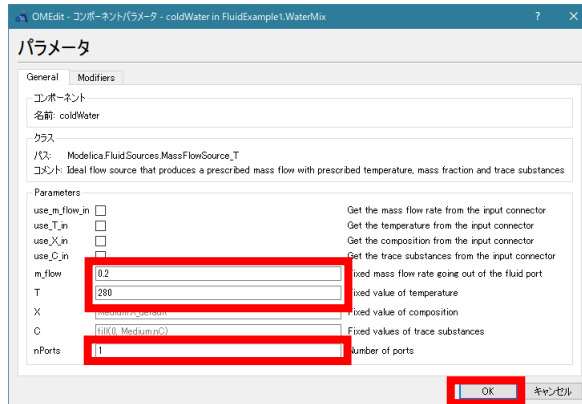 OMEdit - コンポーネントパラメータ - coldWater in FluidExample1.WaterMix
パラメータ
General Modifiers
コンポーネント
名前: coldWater
クラス
パス: Modelica.Fluid.Sources.MassFlowSource_T
コメント: Ideal flow source that produces a prescribed mass flow with prescribed temperature, mass fraction and trace substances
Parameters
use_m_flow_in Get the mass flow rate from the input connector
use_T_in Get the temperature from the input connector
use_X_in Get the composition from the input connector
use_C_in Get the trace substances from the input connector
m_flow 0.2 Fixed mass flow rate going out of the fluid port
T 280 Fixed value of temperature
X Medium.X_default Fixed value of composition
C fill(0, Medium.nC) Fixed values of trace substances
nPorts 1 Number of ports
OK キャンセル